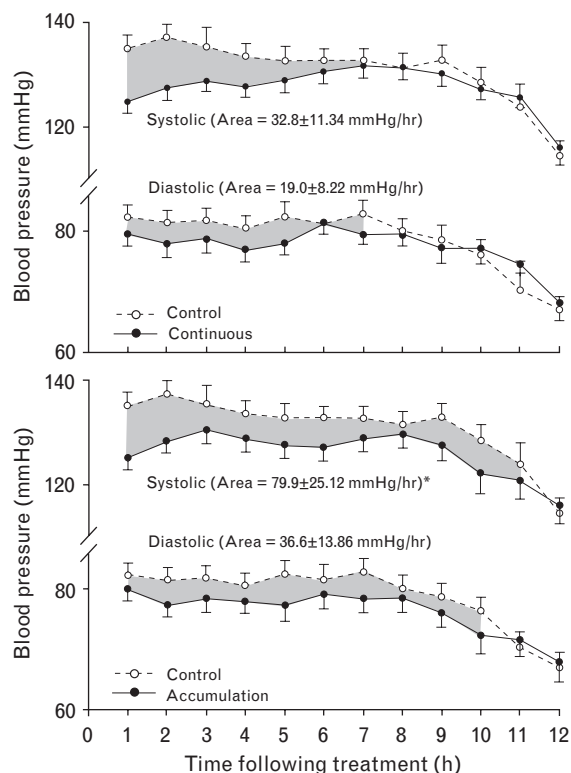 140
Blood pressure (mmHg)
120
Systolic (Area = 32.8±11.34 mmHg/hr)
Diastolic (Area = 19.0±8.22 mmHg/hr)
80
Control
Continuous
60
140
Blood pressure (mmHg)
120
Systolic (Area = 79.9±25.12 mmHg/hr)*
Diastolic (Area = 36.6±13.86 mmHg/hr)
80
Control
Accumulation
60
0 1 2 3 4 5 6 7 8 9 10 11 12
Time following treatment (h)